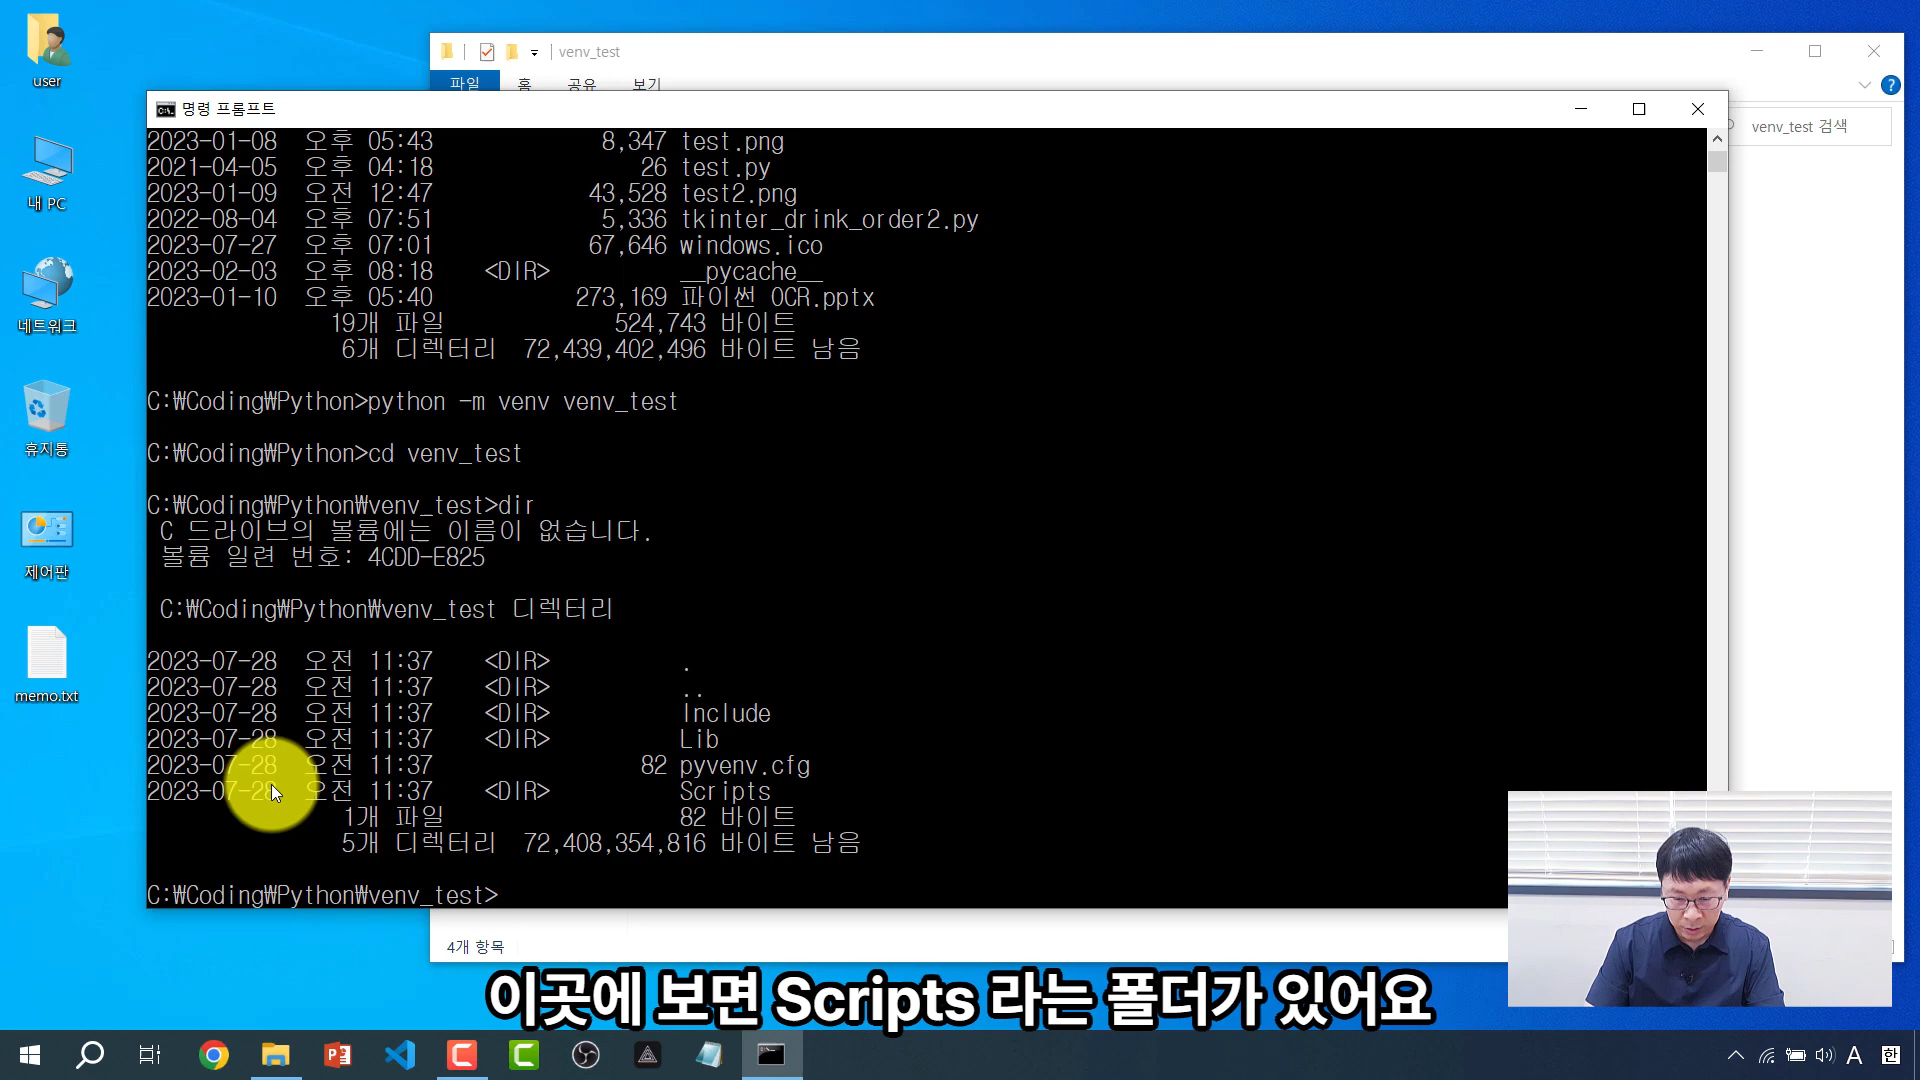 user
내 PC
네트워크
휴지통
제어판
memo.txt
venv_test
파일 홈 공유 보기
venv_test 검색
명령 프롬프트
2023-01-08 오후 05:43 8,347 test.png
2021-04-05 오후 04:18 26 test.py
2023-01-09 오전 12:47 43,528 test2.png
2022-08-04 오후 07:51 5,336 tkinter_drink_order2.py
2023-07-27 오후 07:01 67,646 windows.ico
2023-02-03 오후 08:18 <DIR> __pycache__
2023-01-10 오후 05:40 273,169 파이썬 OCR.pptx
19개 파일 524,743 바이트
6개 디렉터리 72,439,402,496 바이트 남음
C:₩Coding₩Python>python -m venv venv_test
C:₩Coding₩Python>cd venv_test
C:₩Coding₩Python₩venv_test>dir
C 드라이브의 볼륨에는 이름이 없습니다.
볼륨 일련 번호: 4CDD-E825
C:₩Coding₩Python₩venv_test 디렉터리
2023-07-28 오전 11:37 <DIR> .
2023-07-28 오전 11:37 <DIR> ..
2023-07-28 오전 11:37 <DIR> Include
2023-07-28 오전 11:37 <DIR> Lib
2023-07-28 오전 11:37 82 pyvenv.cfg
2023-07-28 오전 11:37 <DIR> Scripts
1개 파일 82 바이트
5개 디렉터리 72,408,354,816 바이트 남음
C:₩Coding₩Python₩venv_test>
4개 항목
이곳에 보면 Scripts 라는 폴더가 있어요
A 한